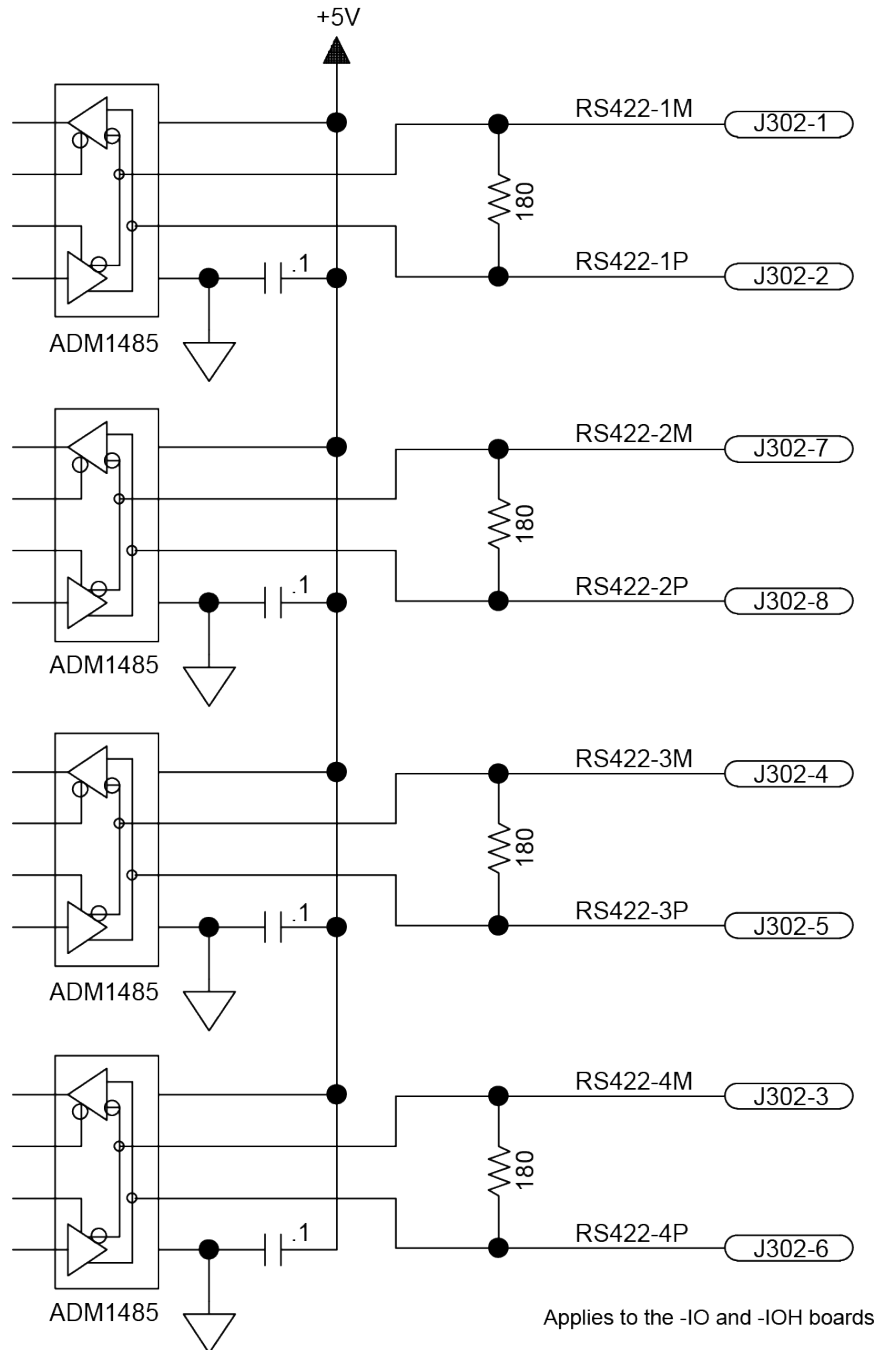 +5V
RS422-1M
J302-1
180
RS422-1P
J302-2
.1
ADM1485
RS422-2M
J302-7
180
RS422-2P
J302-8
.1
ADM1485
RS422-3M
J302-4
180
RS422-3P
J302-5
.1
ADM1485
RS422-4M
J302-3
180
RS422-4P
J302-6
.1
ADM1485
Applies to the -IO and -IOH boards